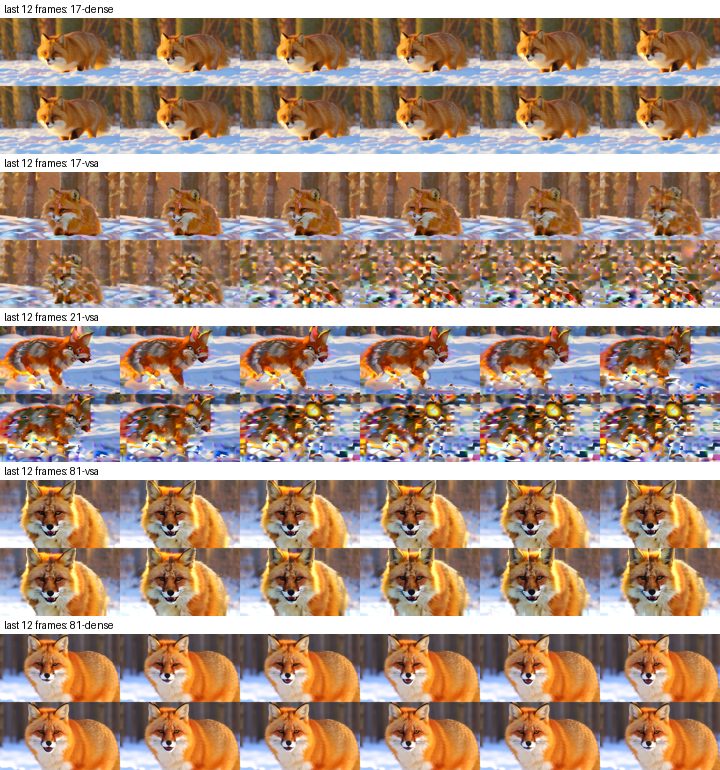 last 12 frames: 17-dense
last 12 frames: 17-vsa
last 12 frames: 21-vsa
last 12 frames: 81-vsa
last 12 frames: 81-dense